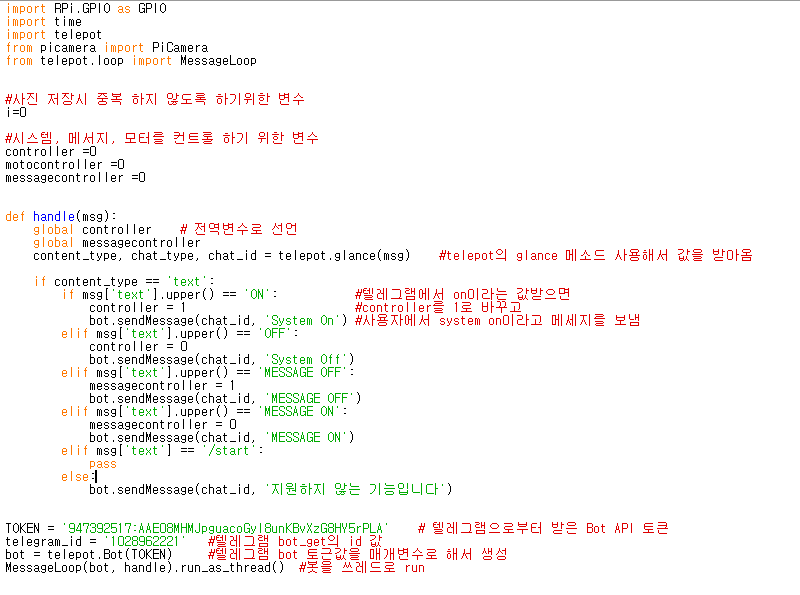 import RPi.GPIO as GPIO
import time
import telepot
from picamera import PiCamera
from telepot.loop import MessageLoop
#사진 저장시 중복 하지 않도록 하기위한 변수
i=0
#시스템, 메서지, 모터를 컨트롤 하기 위한 변수
controller =0
motocontroller =0
messagecontroller =0
def handle(msg):
global controller # 전역변수로 선언
global messagecontroller
content_type, chat_type, chat_id = telepot.glance(msg) #telepot의 glance 메소드 사용해서 값을 받아옴
if content_type == 'text':
if msg['text'].upper() == 'ON': #텔레그램에서 on이라는 값받으면
controller = 1 #controller를 1로 바꾸고
bot.sendMessage(chat_id, 'System On') #사용자에서 system on이라고 메세지를 보냄
elif msg['text'].upper() == 'OFF':
controller = 0
bot.sendMessage(chat_id, 'System Off')
elif msg['text'].upper() == 'MESSAGE OFF':
messagecontroller = 1
bot.sendMessage(chat_id, 'MESSAGE OFF')
elif msg['text'].upper() == 'MESSAGE ON':
messagecontroller = 0
bot.sendMessage(chat_id, 'MESSAGE ON')
elif msg['text'] == '/start':
pass
else:
bot.sendMessage(chat_id, '지원하지 않는 기능입니다')
TOKEN = '947392517:AAEO8MHMJpguacoGyl8unKBvXzG8HY5rPLA' # 텔레그램으로부터 받은 Bot API 토큰
telegram_id = '1028962221' #텔레그램 bot_get의 id 값
bot = telepot.Bot(TOKEN) #텔레그램 bot 토근값을 매개변수로 해서 생성
MessageLoop(bot, handle).run_as_thread() #봇을 쓰레드로 run